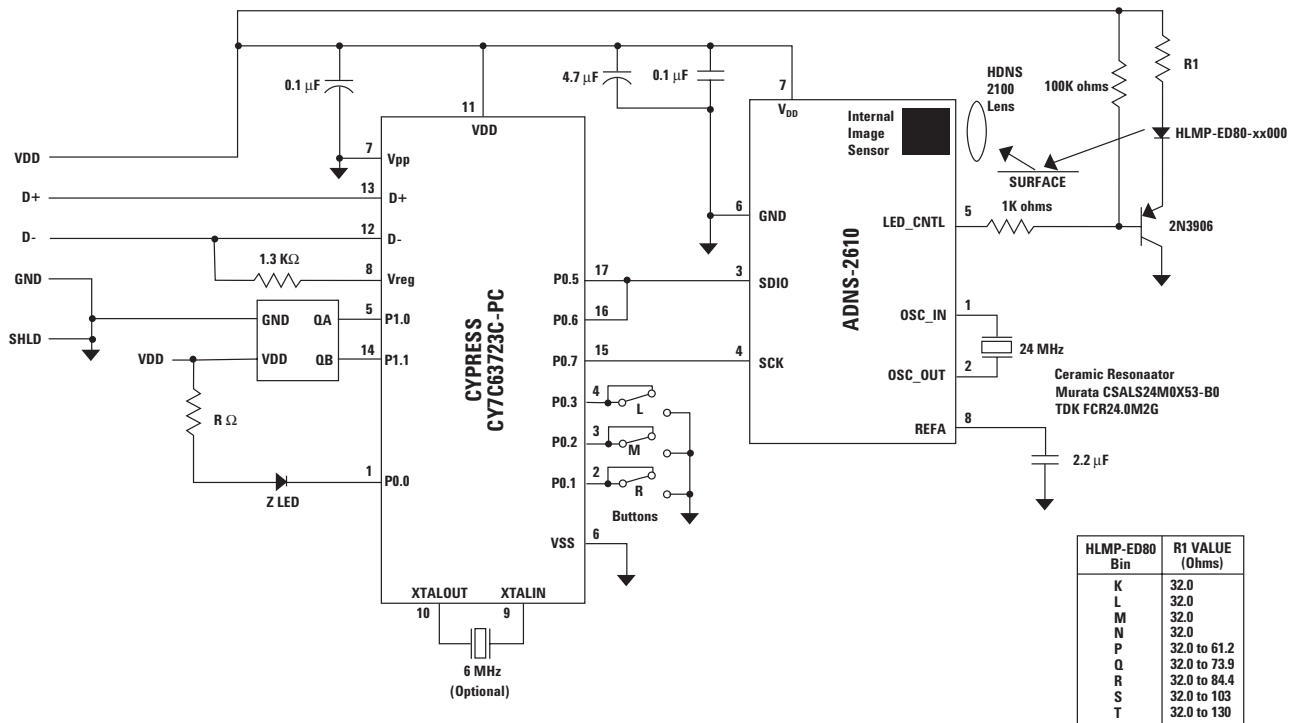 VDD
D+
D-
GND
SHLD
0.1 μF
4.7 μF
0.1 μF
11
VDD
7
Vpp
13
D+
12
D-
1.3 KΩ
8
Vreg
GND
QA
5
P1.0
VDD
VDD
QB
14
P1.1
R Ω
Z LED
1
P0.0
CYPRESS
CY7C63723C-PC
P0.5
17
P0.6
16
P0.7
15
P0.3
4
L
P0.2
3
M
P0.1
2
R
Buttons
VSS
6
XTALOUT
XTALIN
10
9
6 MHz
(Optional)
7
VDD
Internal
Image
Sensor
HDNS
2100
Lens
6
GND
3
SDIO
4
SCK
ADNS-2610
LED_CNTL
5
1K ohms
SURFACE
100K ohms
R1
HLMP-ED80-xx000
2N3906
OSC_IN
1
24 MHz
OSC_OUT
2
Ceramic Resonaator
Murata CSALS24M0X53-B0
TDK FCR24.0M2G
REFA
8
2.2 μF
HLMP-ED80 Bin R1 VALUE (Ohms)
K 32.0
L 32.0
M 32.0
N 32.0
P 32.0 to 61.2
Q 32.0 to 73.9
R 32.0 to 84.4
S 32.0 to 103
T 32.0 to 130